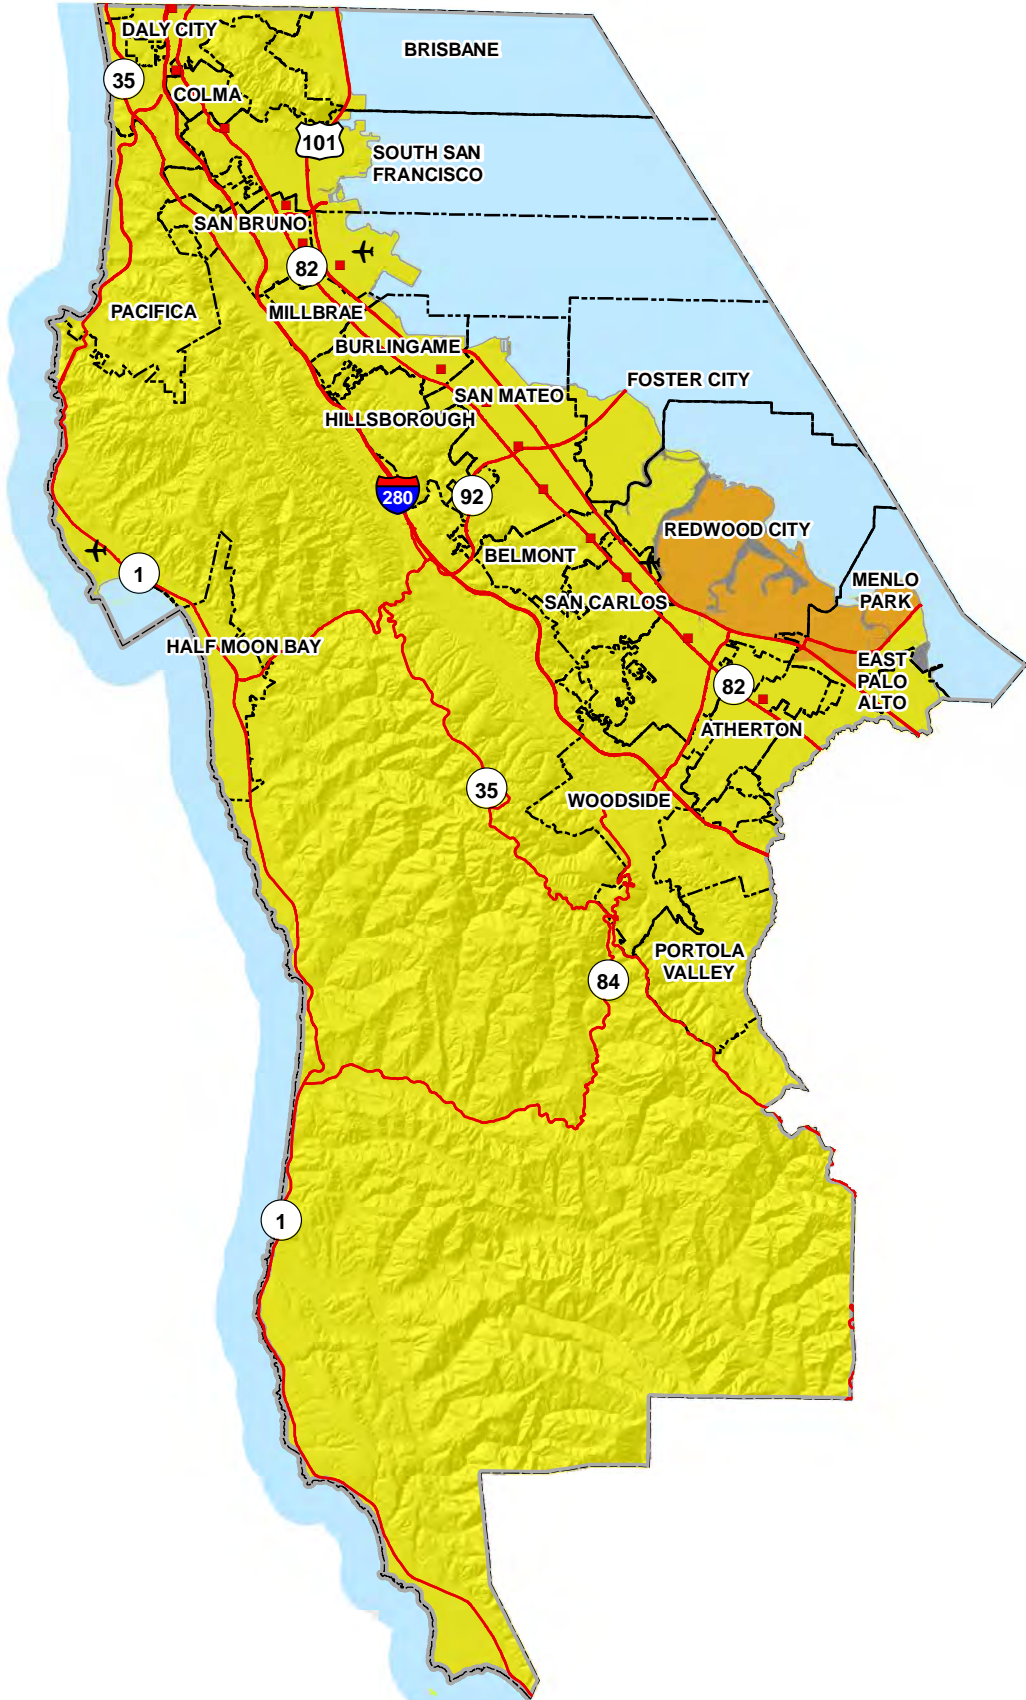 DALY CITY
BRISBANE
35
COLMA
101
SOUTH SAN
FRANCISCO
SAN BRUNO
82
PACIFICA
MILLBRAE
BURLINGAME
FOSTER CITY
SAN MATEO
HILLSBOROUGH
280
92
REDWOOD CITY
BELMONT
1
MENLO
PARK
SAN CARLOS
HALF MOON BAY
EAST
PALO
ALTO
82
ATHERTON
35
WOODSIDE
PORTOLA
VALLEY
84
1